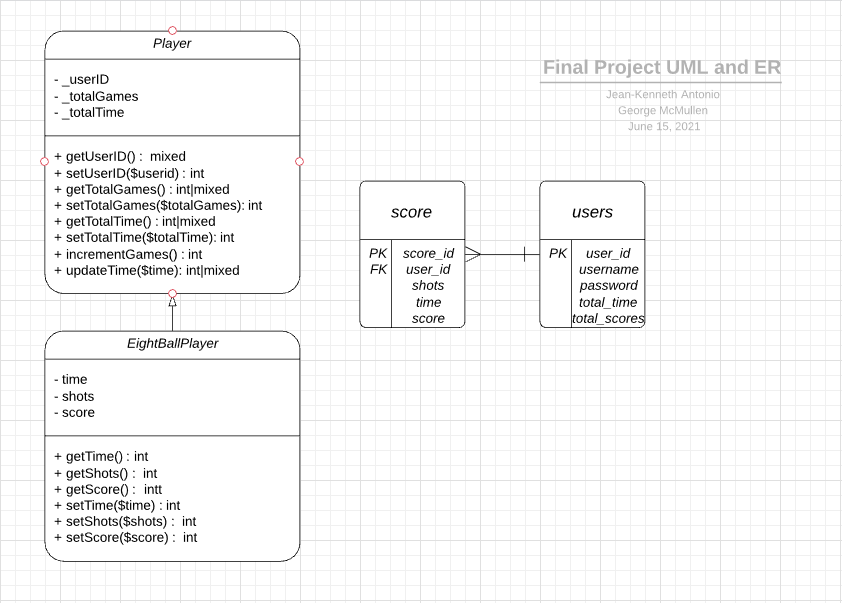 Player
- _userID
- _totalGames
- _totalTime
+ getUserID() :  mixed
+ setUserID($userid) : int
+ getTotalGames() : int|mixed
+ setTotalGames($totalGames): int
+ getTotalTime() : int|mixed
+ setTotalTime($totalTime): int
+ incrementGames() : int
+ updateTime($time): int|mixed
EightBallPlayer
- time
- shots
- score
+ getTime() : int
+ getShots() :  int
+ getScore() :  intt
+ setTime($time) : int
+ setShots($shots) :  int
+ setScore($score) :  int
Final Project UML and ER
Jean-Kenneth Antonio
George McMullen
June 15, 2021
score
PK score_id
FK user_id
shots
time
score
users
PK user_id
username
password
total_time
total_scores